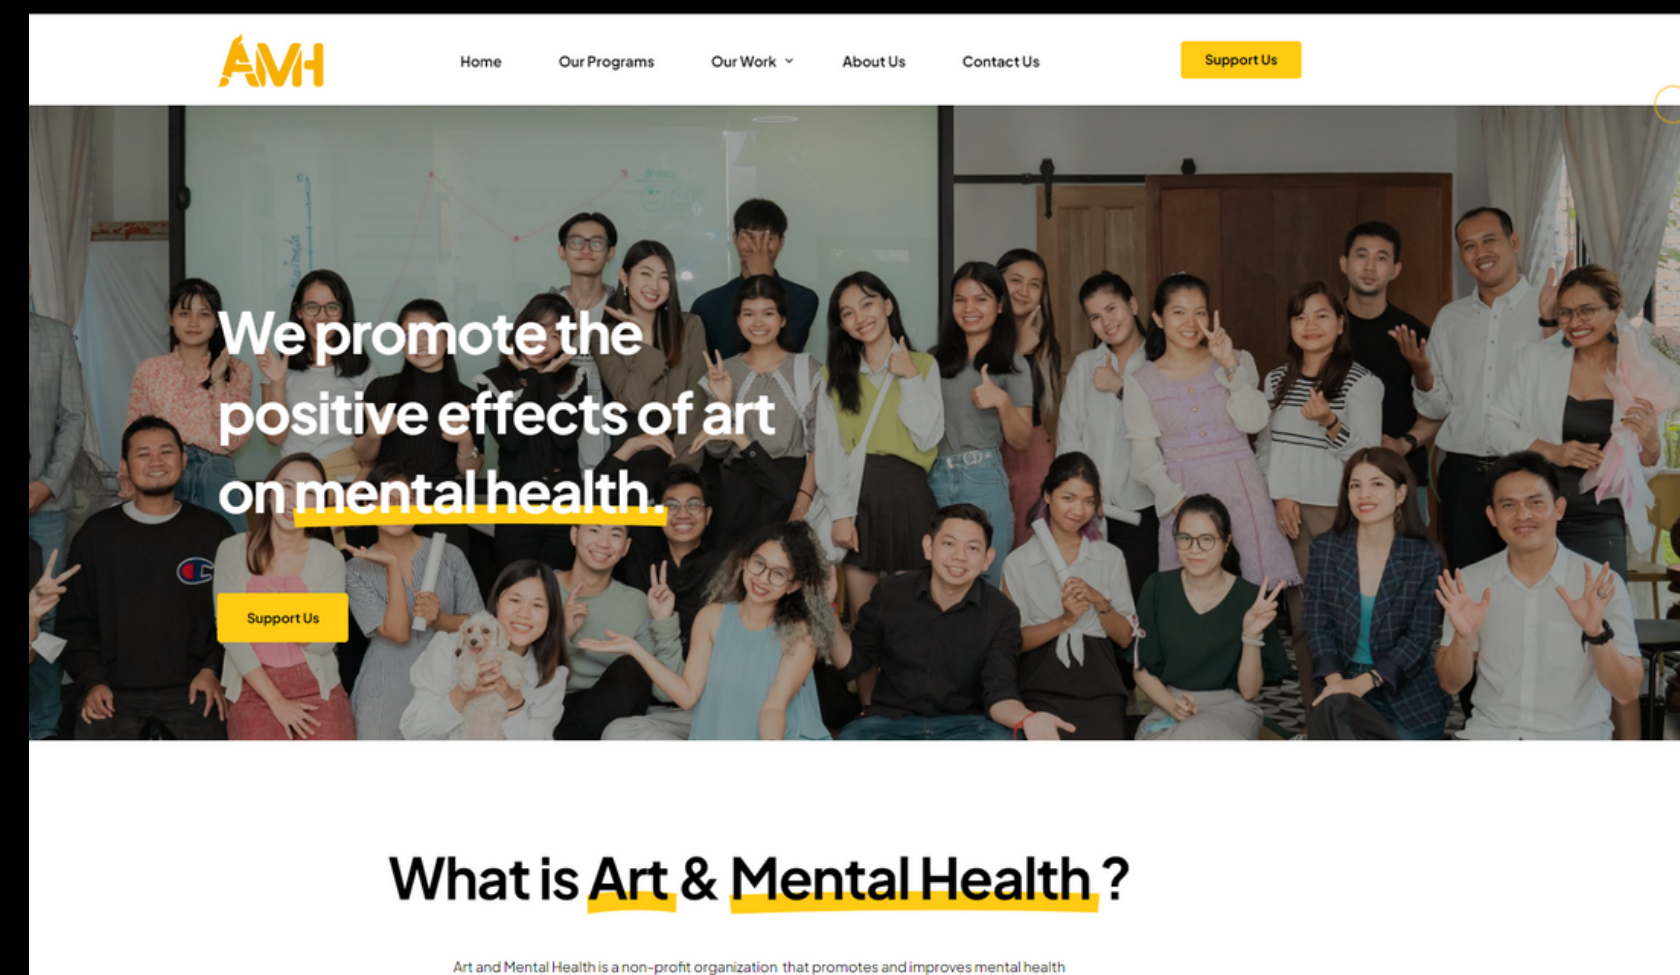 AMH
Home
Our Programs
Our Work
About Us
Contact Us
Support Us
We promote the
positive effects of art
on mental health.
Support Us
What is Art & Mental Health ?
Art and Mental Health is a non-profit organization that promotes and improves mental health